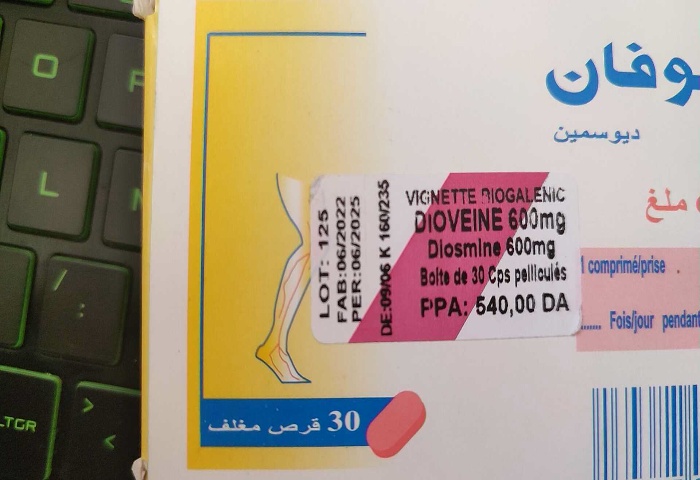 O
P
L
/
:
LTGR
>
<
وفان
ديوسمين
ملغ
LOT: 125
FAB:06/2022
PER:06/2025
DE:09/06 K 160/235
VIGNETTE BIOGALENIC
DIOVEINE 600mg
Diosmine 600mg
Boite de 30 Cps pelliculés
PPA: 540,00 DA
1 comprimé/prise .
...... Fois/jour pendant
30 قرص مغلف